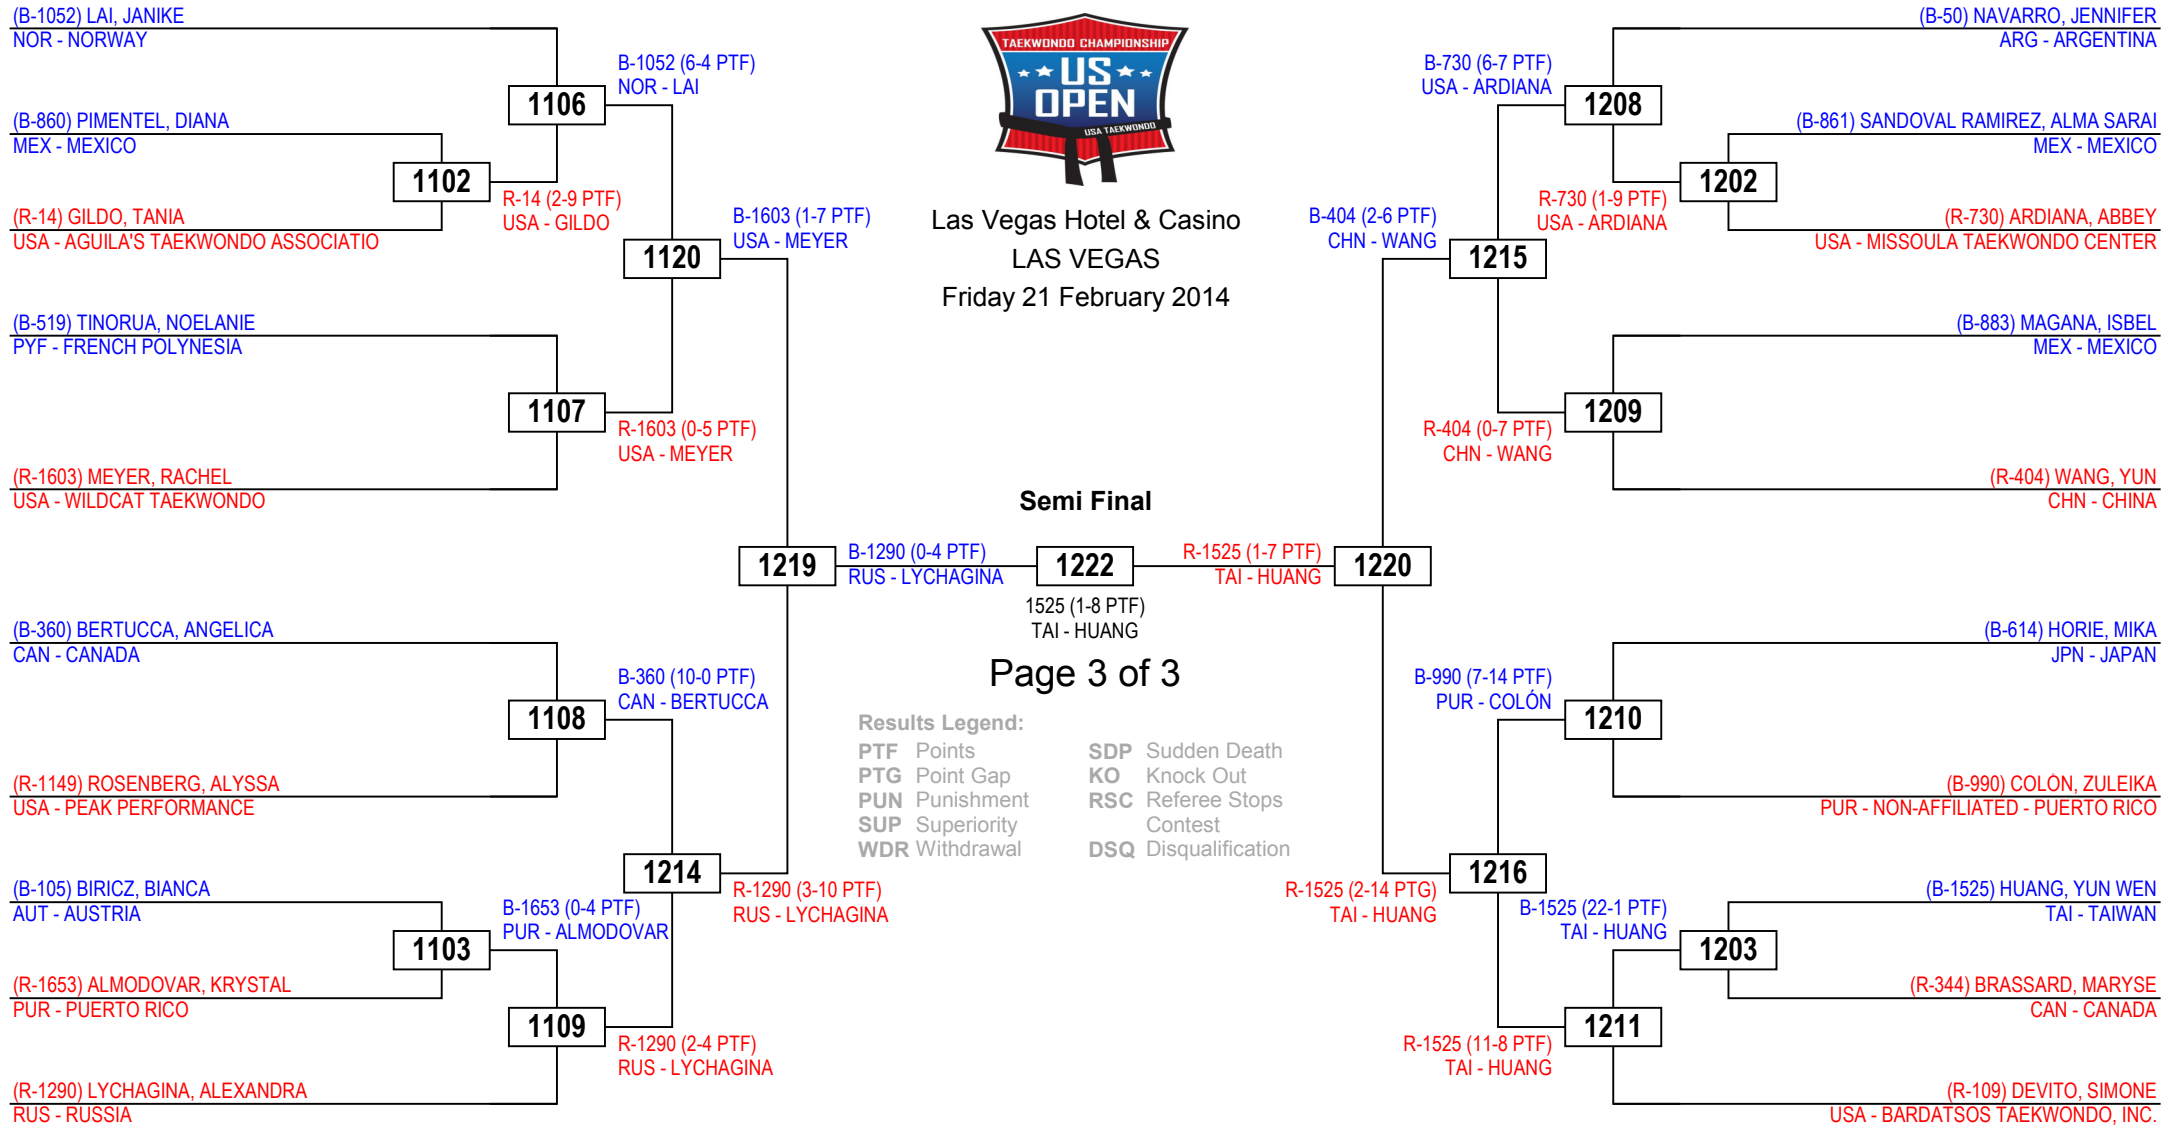 (B-1052) LAI, JANIKE
NOR - NORWAY
B-1052 (6-4 PTF)
NOR - LAI
1106
(B-860) PIMENTEL, DIANA
MEX - MEXICO
1102
R-14 (2-9 PTF)
USA - GILDO
(R-14) GILDO, TANIA
USA - AGUILA'S TAEKWONDO ASSOCIATIO
B-1603 (1-7 PTF)
USA - MEYER
1120
(B-519) TINORUA, NOELANIE
PYF - FRENCH POLYNESIA
1107
R-1603 (0-5 PTF)
USA - MEYER
(R-1603) MEYER, RACHEL
USA - WILDCAT TAEKWONDO
1219
B-1290 (0-4 PTF)
RUS - LYCHAGINA
(B-360) BERTUCCA, ANGELICA
CAN - CANADA
B-360 (10-0 PTF)
CAN - BERTUCCA
1108
(R-1149) ROSENBERG, ALYSSA
USA - PEAK PERFORMANCE
1214
R-1290 (3-10 PTF)
RUS - LYCHAGINA
(B-105) BIRICZ, BIANCA
AUT - AUSTRIA
B-1653 (0-4 PTF)
PUR - ALMODOVAR
1103
(R-1653) ALMODOVAR, KRYSTAL
PUR - PUERTO RICO
1109
R-1290 (2-4 PTF)
RUS - LYCHAGINA
(R-1290) LYCHAGINA, ALEXANDRA
RUS - RUSSIA
TAEKWONDO CHAMPIONSHIP
US
OPEN
USA TAEKWONDO
Las Vegas Hotel & Casino
LAS VEGAS
Friday 21 February 2014
Semi Final
1222
1525 (1-8 PTF)
TAI - HUANG
Page 3 of 3
Results Legend:
PTF Points SDP Sudden Death
PTG Point Gap KO Knock Out
PUN Punishment RSC Referee Stops
SUP Superiority Contest
WDR Withdrawal DSQ Disqualification
(B-50) NAVARRO, JENNIFER
ARG - ARGENTINA
B-730 (6-7 PTF)
USA - ARDIANA
1208
(B-861) SANDOVAL RAMIREZ, ALMA SARAI
MEX - MEXICO
1202
R-730 (1-9 PTF)
USA - ARDIANA
(R-730) ARDIANA, ABBEY
USA - MISSOULA TAEKWONDO CENTER
B-404 (2-6 PTF)
CHN - WANG
1215
(B-883) MAGANA, ISBEL
MEX - MEXICO
1209
R-404 (0-7 PTF)
CHN - WANG
(R-404) WANG, YUN
CHN - CHINA
R-1525 (1-7 PTF)
TAI - HUANG
1220
(B-614) HORIE, MIKA
JPN - JAPAN
B-990 (7-14 PTF)
PUR - COLÓN
1210
(B-990) COLÓN, ZULEIKA
PUR - NON-AFFILIATED - PUERTO RICO
1216
R-1525 (2-14 PTG)
TAI - HUANG
(B-1525) HUANG, YUN WEN
TAI - TAIWAN
B-1525 (22-1 PTF)
TAI - HUANG
1203
(R-344) BRASSARD, MARYSE
CAN - CANADA
1211
R-1525 (11-8 PTF)
TAI - HUANG
(R-109) DEVITO, SIMONE
USA - BARDATSOS TAEKWONDO, INC.